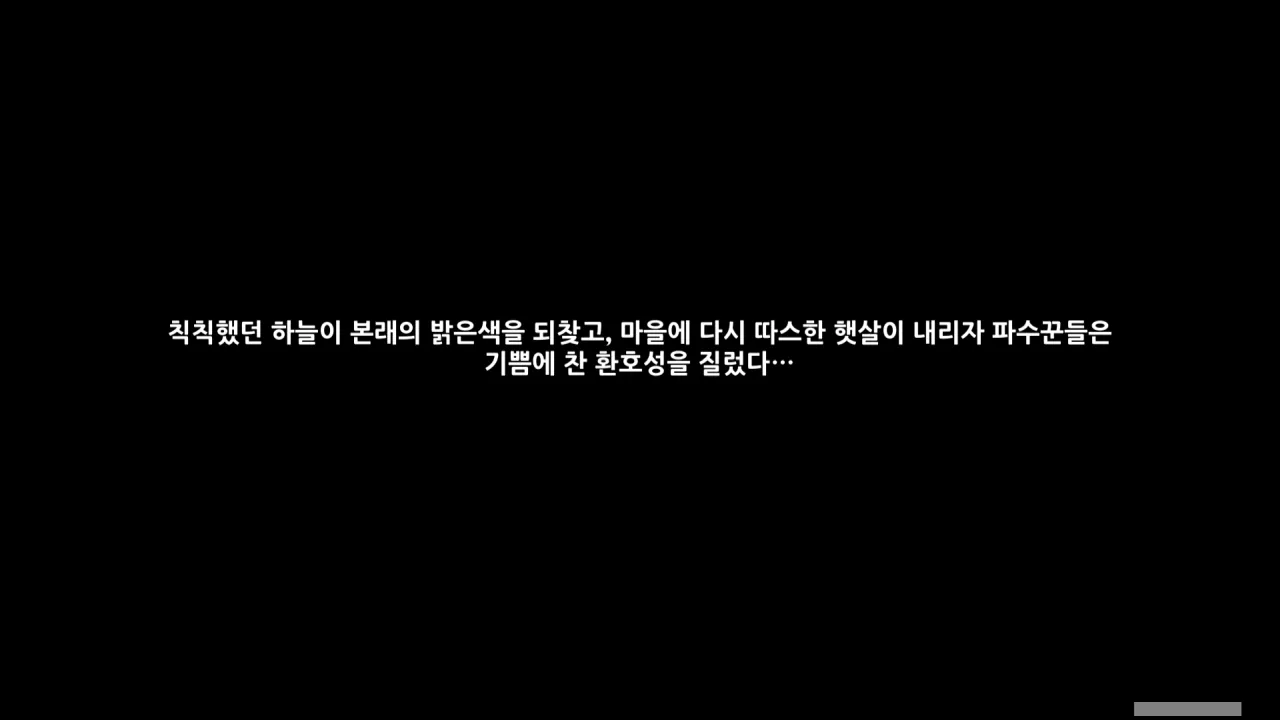 칙칙했던 하늘이 본래의 밝은색을 되찾고, 마을에 다시 따스한 햇살이 내리자 파수꾼들은
기쁨에 찬 환호성을 질렀다…